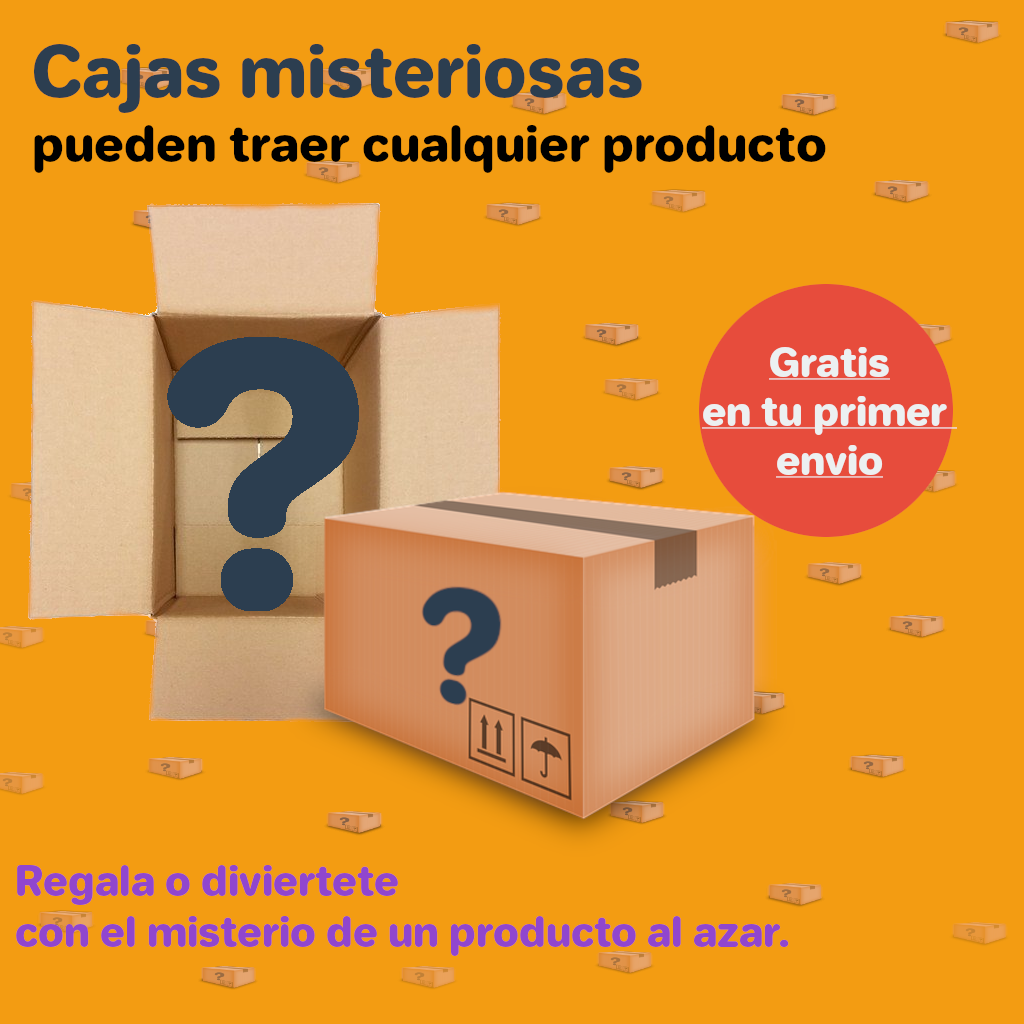 Cajas misteriosas
pueden traer cualquier producto
?
?
Gratis
en tu primer
envio
Regala o diviertete
con el misterio de un producto al azar.